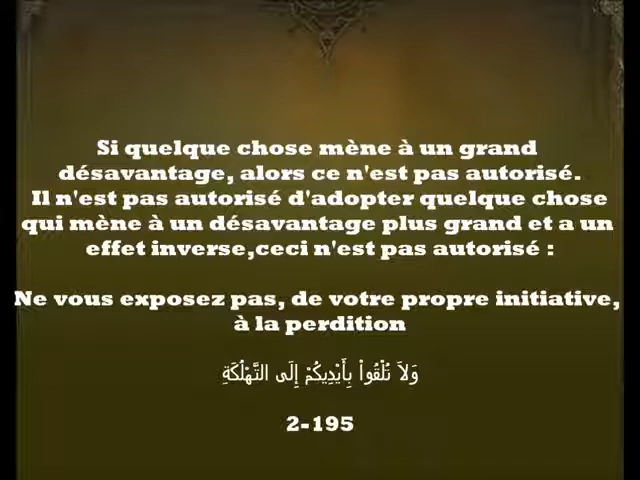 Si quelque chose mène à un grand
désavantage, alors ce n'est pas autorisé.
Il n'est pas autorisé d'adopter quelque chose
qui mène à un désavantage plus grand et a un
effet inverse,ceci n'est pas autorisé :
Ne vous exposez pas, de votre propre initiative,
à la perdition
وَلاَ تُلْقُواْ بِأَيْدِيكُمْ إِلَى التَّهْلُكَةِ
2-195